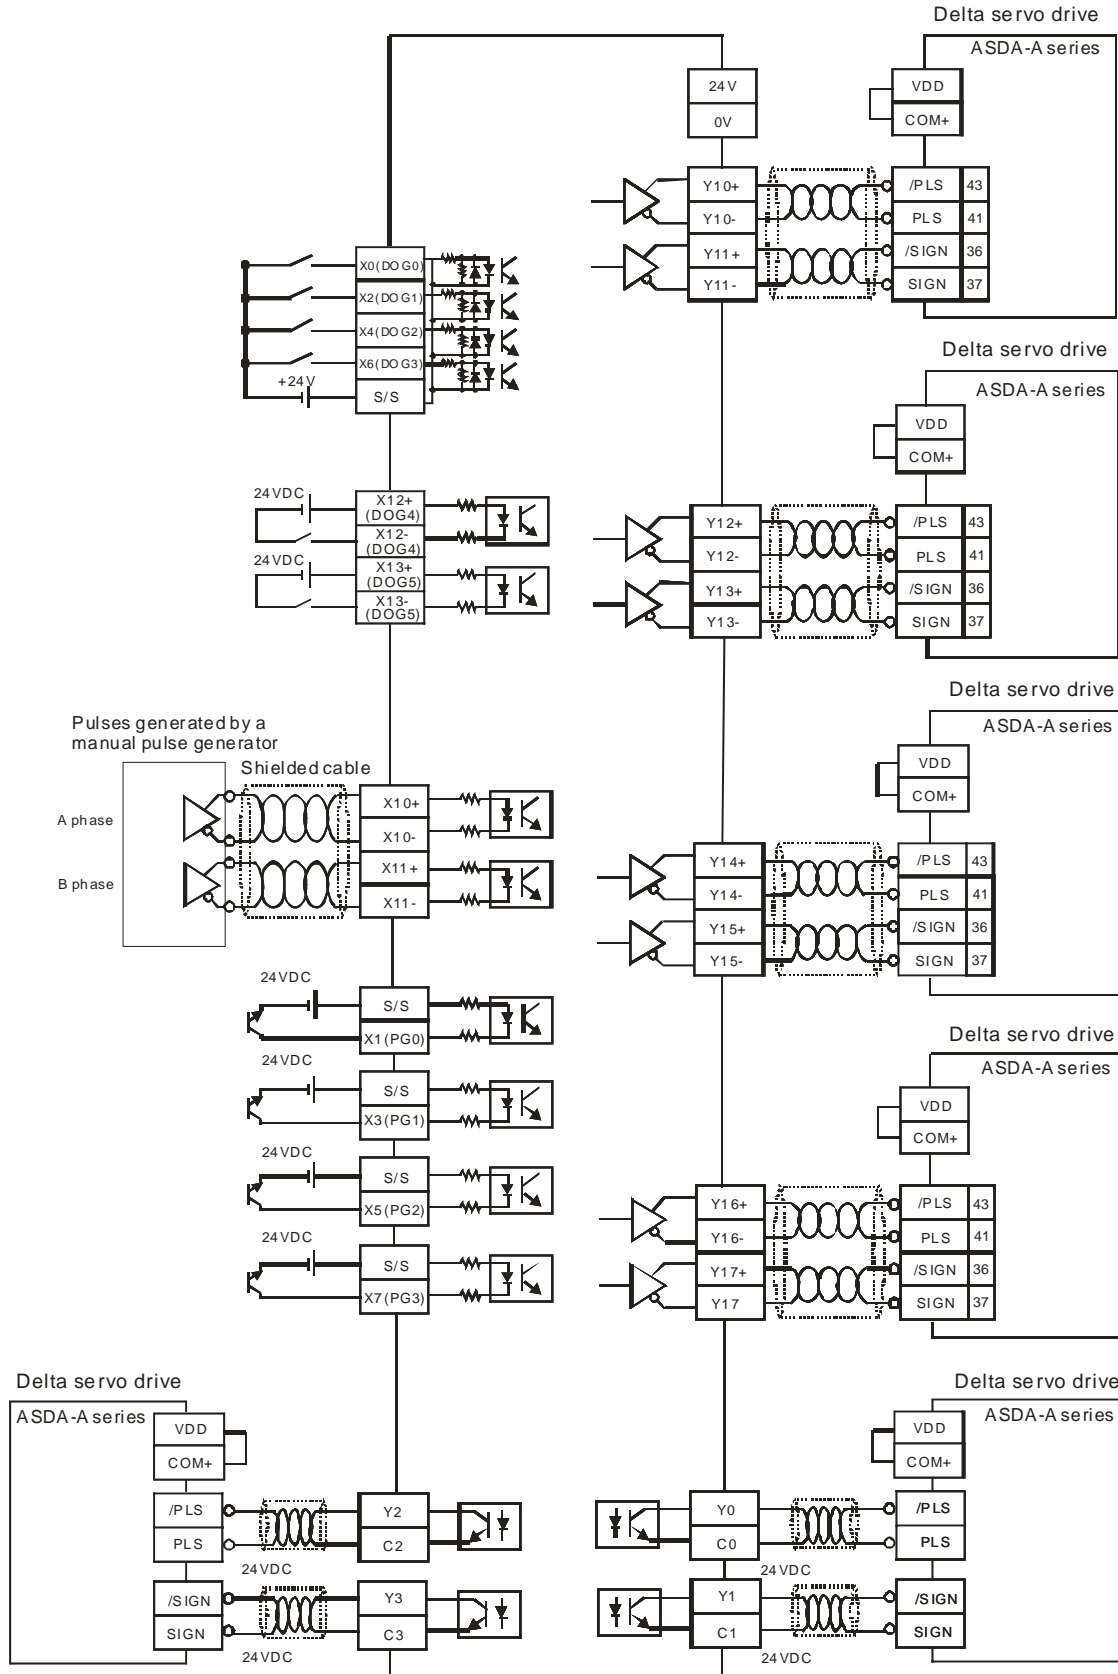 Delta servo drive
ASDA-A series
24V
0V
VDD
COM+
Y10+
Y10-
Y11+
Y11-
/PLS 43
PLS 41
/SIGN 36
SIGN 37
X0(DOG0)
X2(DOG1)
X4(DOG2)
X6(DOG3)
+24V
S/S
Delta servo drive
ASDA-A series
VDD
COM+
24VDC
X12+
(DOG4)
X12-
(DOG4)
24VDC
X13+
(DOG5)
X13-
(DOG5)
Y12+
Y12-
Y13+
Y13-
/PLS 43
PLS 41
/SIGN 36
SIGN 37
Delta servo drive
ASDA-A series
VDD
COM+
Pulses generated by a
manual pulse generator
Shielded cable
A phase
B phase
X10+
X10-
X11+
X11-
Y14+
Y14-
Y15+
Y15-
/PLS 43
PLS 41
/SIGN 36
SIGN 37
24VDC
S/S
X1(PG0)
24VDC
S/S
X3(PG1)
24VDC
S/S
X5(PG2)
24VDC
S/S
X7(PG3)
Delta servo drive
ASDA-A series
VDD
COM+
Y16+
Y16-
Y17+
Y17
/PLS 43
PLS 41
/SIGN 36
SIGN 37
Delta servo drive
ASDA-A series
VDD
COM+
/PLS
PLS
24VDC
/SIGN
SIGN
24VDC
Y2
C2
Y3
C3
Delta servo drive
ASDA-A series
VDD
COM+
Y0
C0
24VDC
Y1
C1
24VDC
/PLS
PLS
/SIGN
SIGN